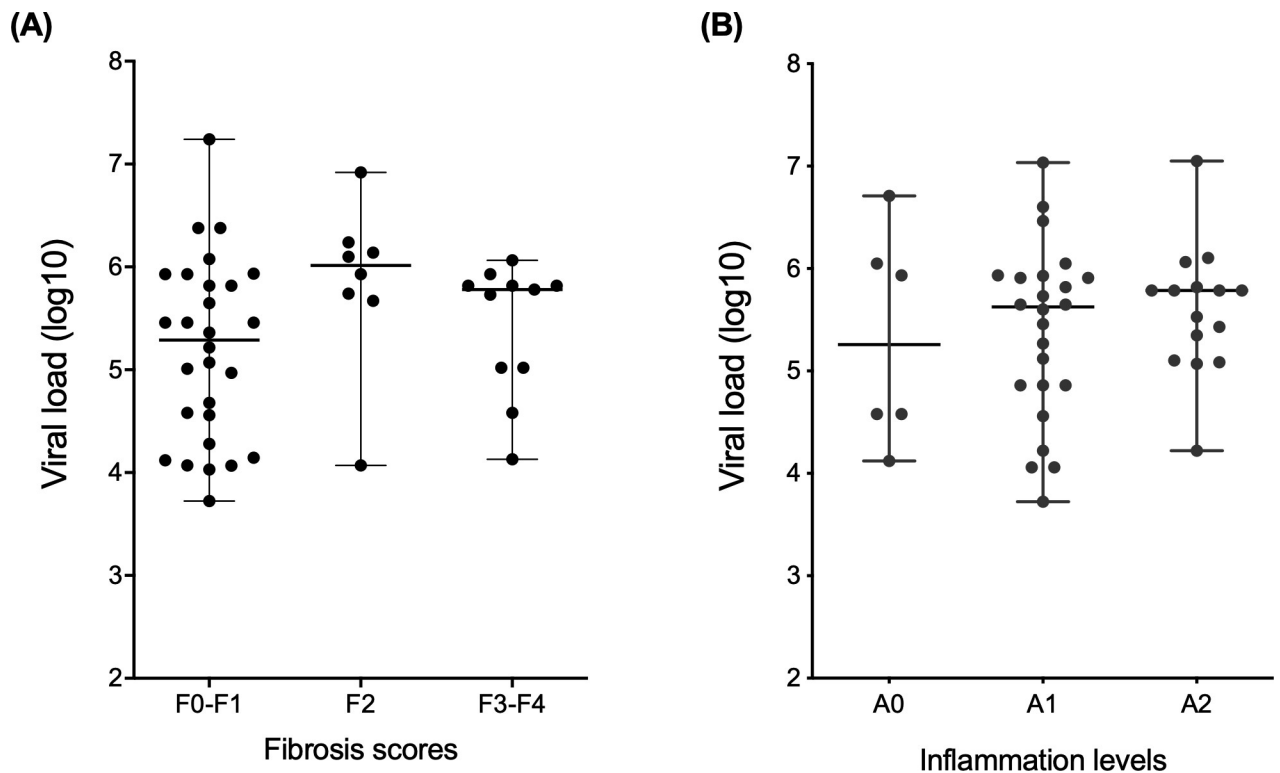 (A)
8
7
6
5
4
3
2
Viral load (log10)
F0-F1 F2 F3-F4
Fibrosis scores
(B)
8
7
6
5
4
3
2
Viral load (log10)
A0 A1 A2
Inflammation levels